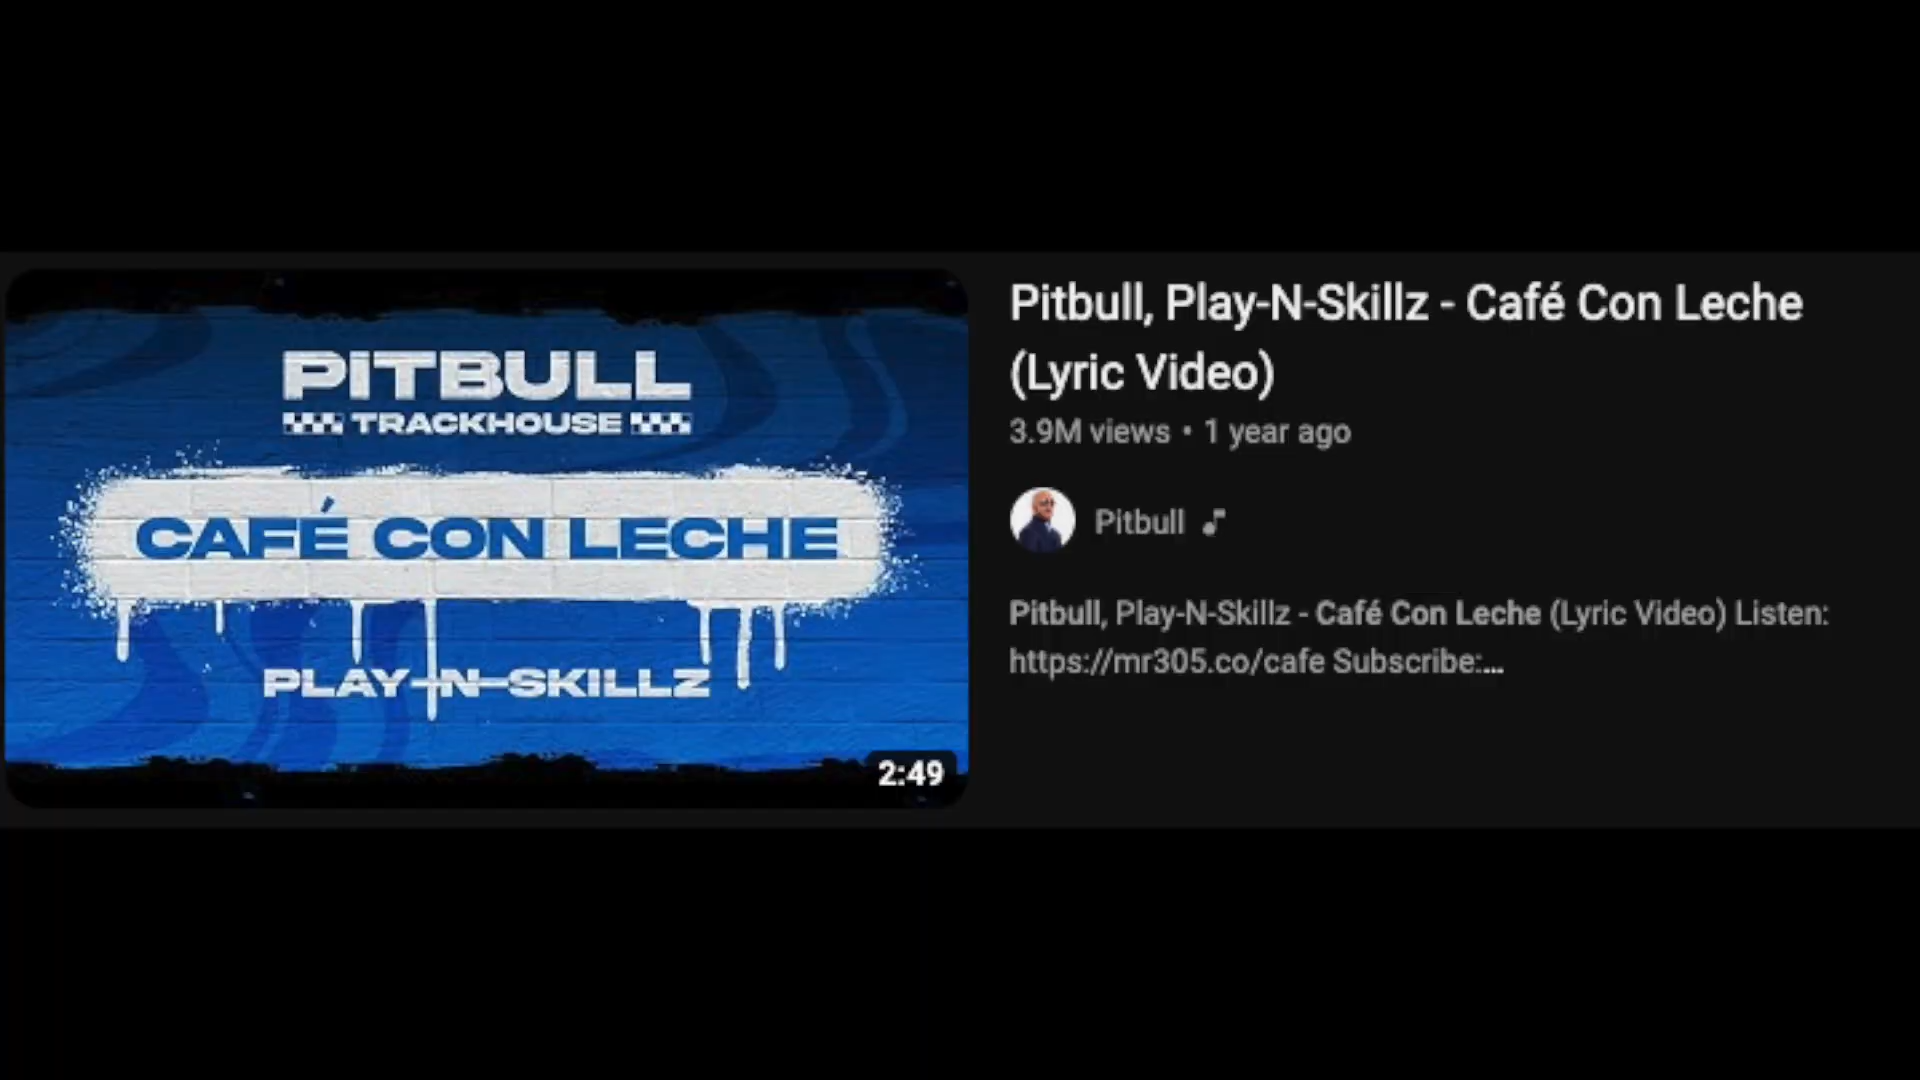 PITBULL
TRACKHOUSE
CAFÉ CON LECHE
PLAY-N-SKILLZ
2:49
Pitbull, Play-N-Skillz - Café Con Leche
(Lyric Video)
3.9M views • 1 year ago
Pitbull
Pitbull, Play-N-Skillz - Café Con Leche (Lyric Video) Listen:
https://mr305.co/cafe Subscribe:...